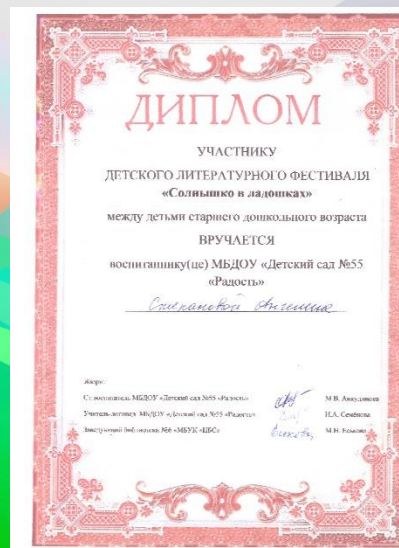 ДИПЛОМ
УЧАСТНИКУ
ДЕТСКОГО ЛИТЕРАТУРНОГО ФЕСТИВАЛЯ
«Солнышко в ладошках»
между детьми старшего дошкольного возраста
ВРУЧАЕТСЯ
воспитаннику(це) МБДОУ «Детский сад №55
«Радость»
Степановой Ангелине
Жюри:
Ст. воспитатель МБДОУ «Детский сад №55 «Радость» М.В.
Учитель-логопед МБДОУ «Детский сад №55 «Радость» И.А. Семёнова
Заведующий библиотеки №6 «МБУК «ЦБС» М.Н.